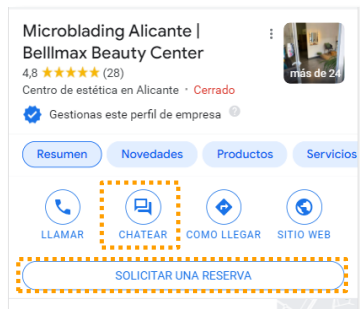 Microblading Alicante |
Belllmax Beauty Center
4,8 ★★★★★ (28)
Centro de estética en Alicante · Cerrado
Gestionas este perfil de empresa
más de 24
Resumen Novedades Productos Servicios
LLAMAR CHATEAR COMO LLEGAR SITIO WEB
SOLICITAR UNA RESERVA